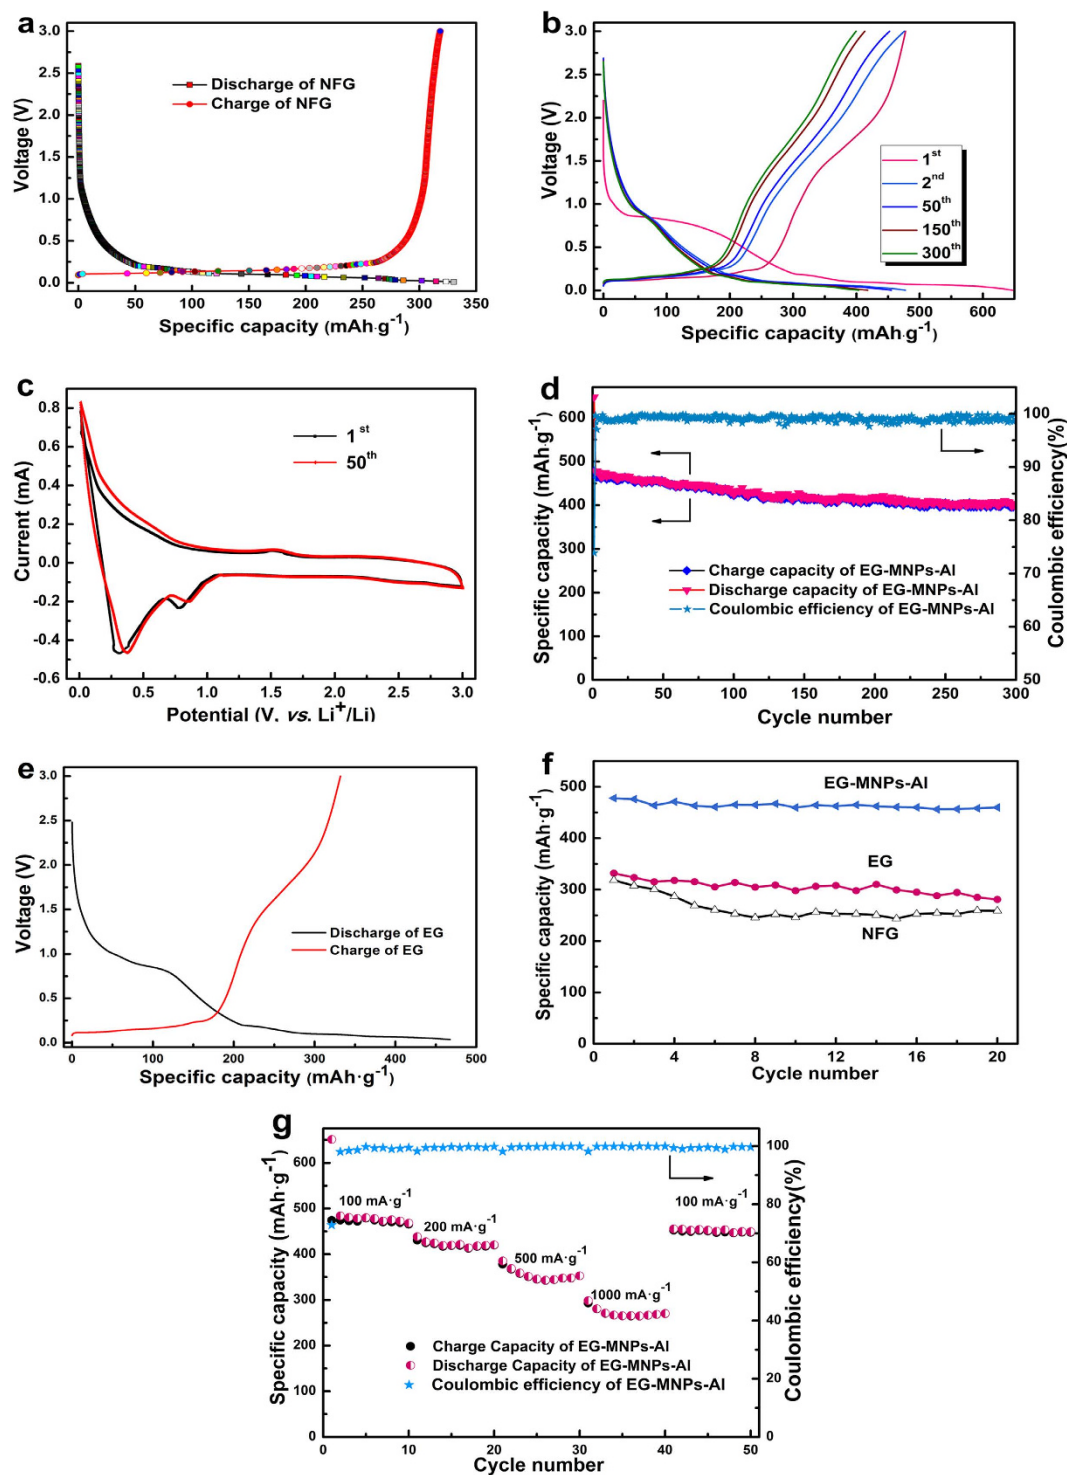 a
3.0
2.5
2.0
1.5
1.0
0.5
0.0
Voltage (V)
Discharge of NFG
Charge of NFG
0 50 100 150 200 250 300 350
Specific capacity (mAh·g-1)
b
3.0
2.5
2.0
1.5
1.0
0.5
0.0
Voltage (V)
1st
2nd
50th
150th
300th
0 100 200 300 400 500 600
Specific capacity (mAh·g-1)
c
0.8
0.6
0.4
0.2
0.0
-0.2
-0.4
-0.6
Current (mA)
1st
50th
0.0 0.5 1.0 1.5 2.0 2.5 3.0
Potential (V. vs. Li+/Li)
d
600
500
400
300
200
100
0
Specific capacity (mAh·g-1)
100
90
80
70
60
50
Coulombic efficiency(%)
Charge capacity of EG-MNPs-Al
Discharge capacity of EG-MNPs-Al
Coulombic efficiency of EG-MNPs-Al
0 50 100 150 200 250 300
Cycle number
e
3.0
2.5
2.0
1.5
1.0
0.5
0.0
Voltage (V)
Discharge of EG
Charge of EG
0 100 200 300 400 500
Specific capacity (mAh·g-1)
f
500
400
300
200
100
0
Specific capacity (mAh·g-1)
EG-MNPs-Al
EG
NFG
0 4 8 12 16 20
Cycle number
g
600
500
400
300
200
100
0
Specific capacity (mAh·g-1)
100
80
60
40
20
0
Coulombic efficiency(%)
100 mA·g-1
200 mA·g-1
500 mA·g-1
1000 mA·g-1
100 mA·g-1
Charge Capacity of EG-MNPs-Al
Discharge Capacity of EG-MNPs-Al
Coulombic efficiency of EG-MNPs-Al
0 10 20 30 40 50
Cycle number